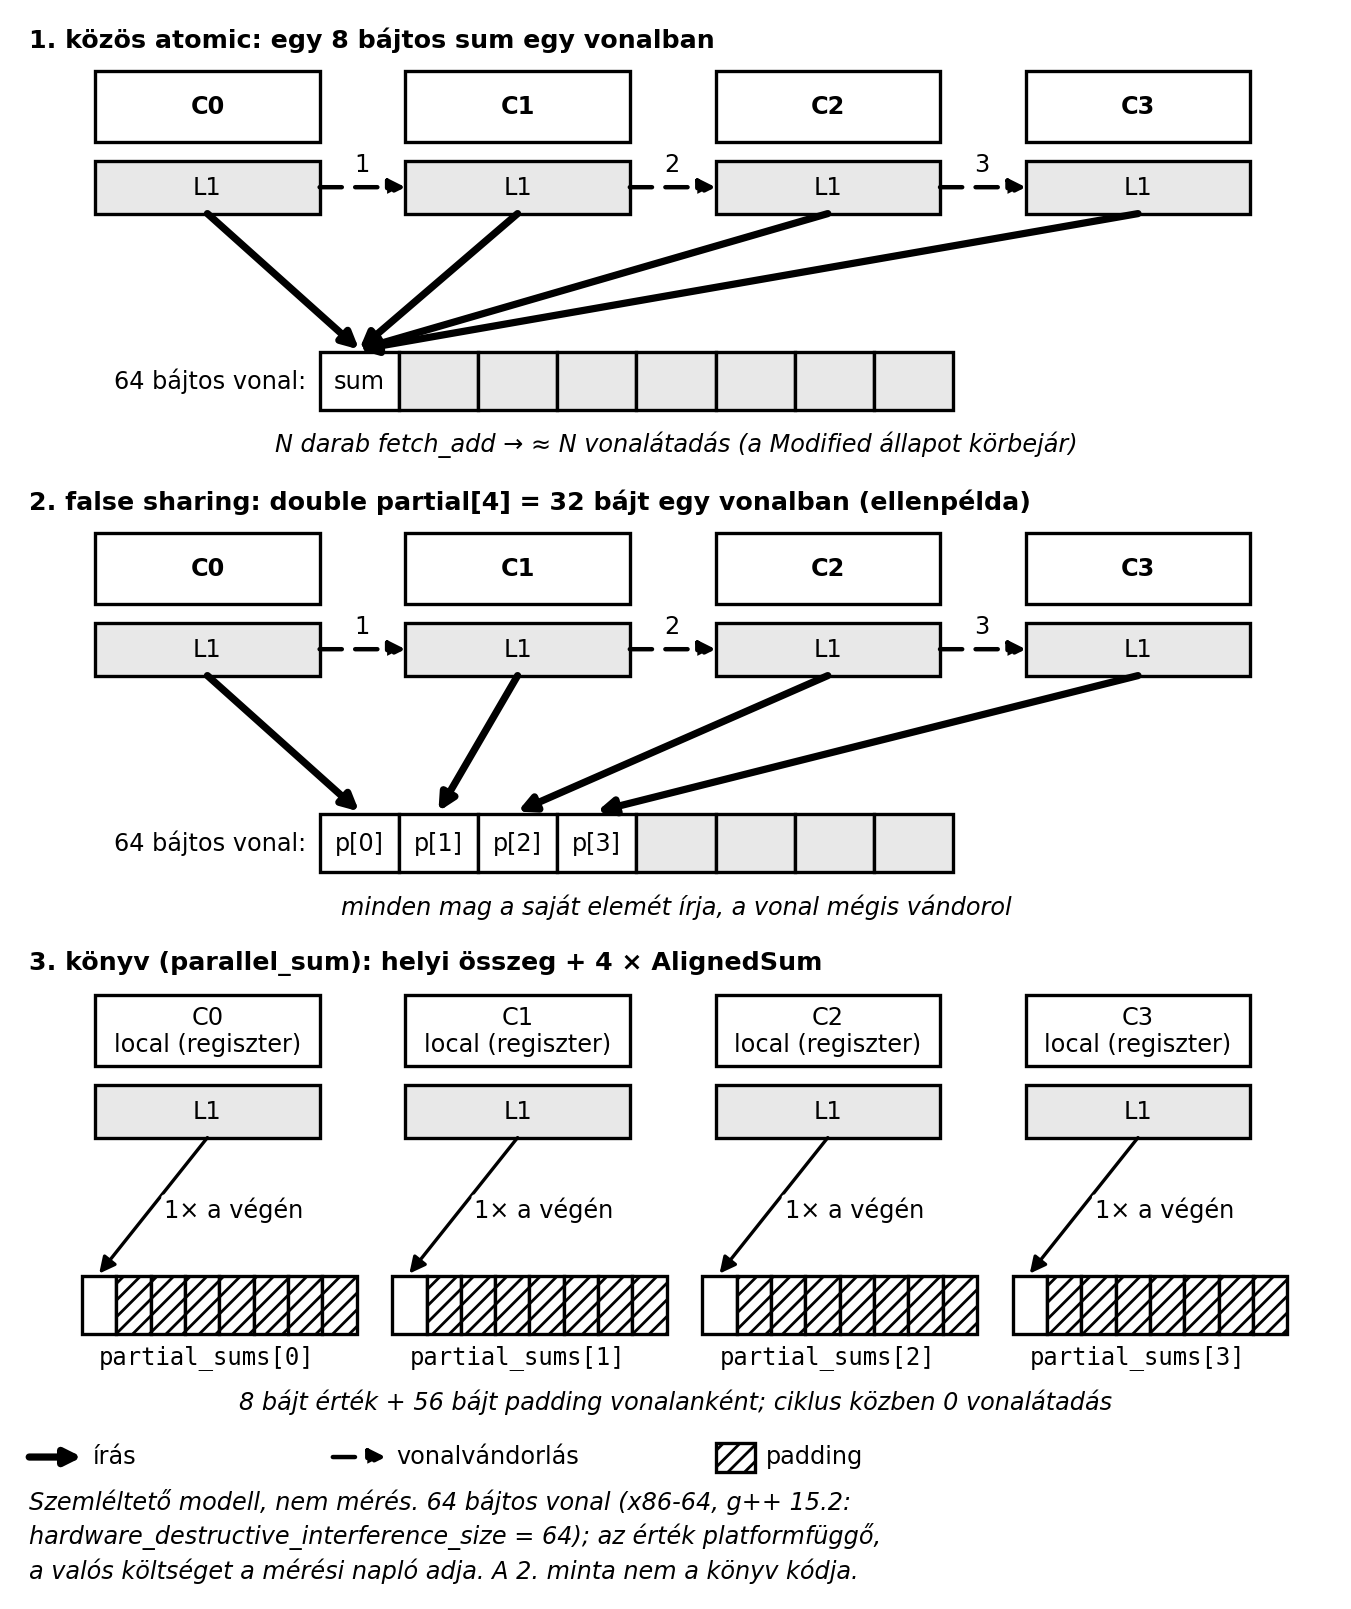 1. közös atomic: egy 8 bájtos sum egy vonalban
C0 C1 C2 C3
1 2 3
L1 L1 L1 L1
64 bájtos vonal: sum
N darab fetch_add → ≈ N vonalátadás (a Modified állapot körbejár)
2. false sharing: double partial[4] = 32 bájt egy vonalban (ellenpélda)
C0 C1 C2 C3
1 2 3
L1 L1 L1 L1
64 bájtos vonal: p[0] p[1] p[2] p[3]
minden mag a saját elemét írja, a vonal mégis vándorol
3. könyv (parallel_sum): helyi összeg + 4 × AlignedSum
C0 C1 C2 C3
local (regiszter) local (regiszter) local (regiszter) local (regiszter)
L1 L1 L1 L1
1× a végén 1× a végén 1× a végén 1× a végén
partial_sums[0] partial_sums[1] partial_sums[2] partial_sums[3]
8 bájt érték + 56 bájt padding vonalanként; ciklus közben 0 vonalátadás
írás vonalvándorlás padding
Szemléltető modell, nem mérés. 64 bájtos vonal (x86-64, g++ 15.2:
hardware_destructive_interference_size = 64); az érték platformfüggő,
a valós költséget a mérési napló adja. A 2. minta nem a könyv kódja.